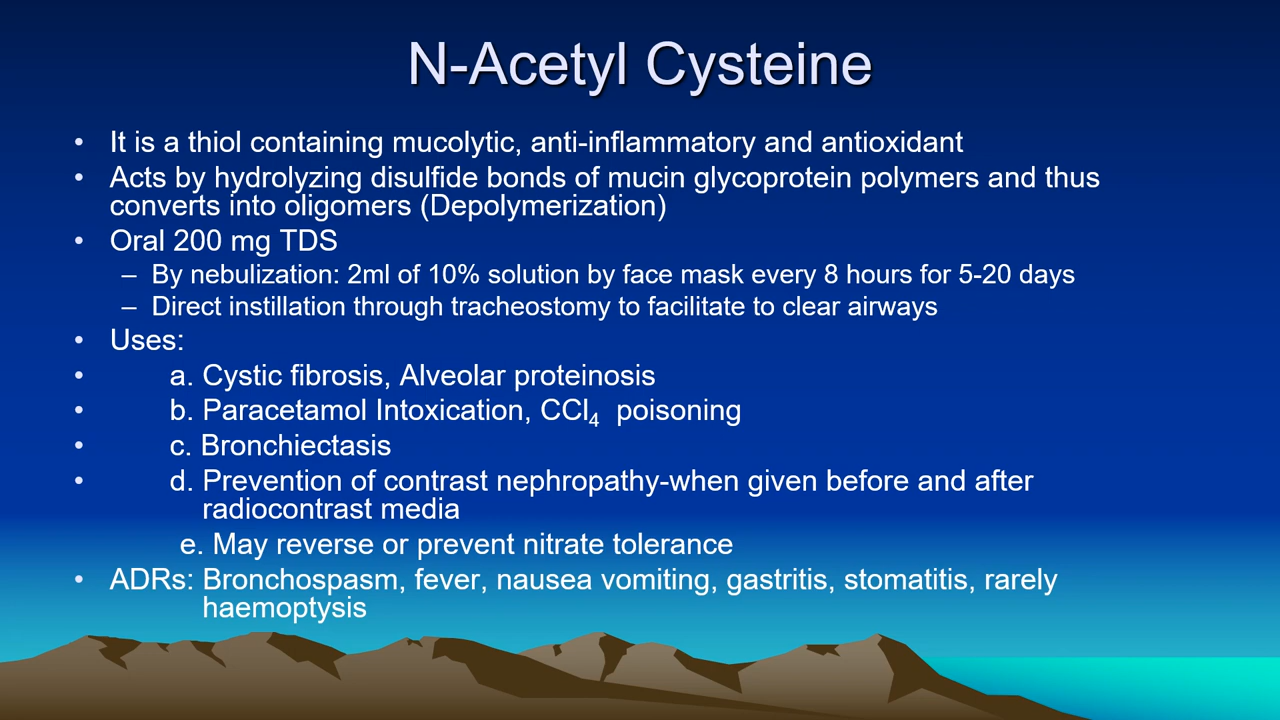 N-Acetyl Cysteine
• It is a thiol containing mucolytic, anti-inflammatory and antioxidant
• Acts by hydrolyzing disulfide bonds of mucin glycoprotein polymers and thus
converts into oligomers (Depolymerization)
• Oral 200 mg TDS
– By nebulization: 2ml of 10% solution by face mask every 8 hours for 5-20 days
– Direct instillation through tracheostomy to facilitate to clear airways
• Uses:
• a. Cystic fibrosis, Alveolar proteinosis
• b. Paracetamol Intoxication, CCl₄ poisoning
• c. Bronchiectasis
• d. Prevention of contrast nephropathy-when given before and after
radiocontrast media
e. May reverse or prevent nitrate tolerance
• ADRs: Bronchospasm, fever, nausea vomiting, gastritis, stomatitis, rarely
haemoptysis